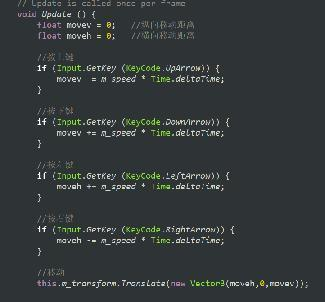 // Update is called once per frame
void Update () {
float movev = 0; //纵向移动距离
float moveh = 0; //横向移动距离
//按上键
if (Input.GetKey (KeyCode.UpArrow)) {
movev -= m_speed * Time.deltaTime;
}
//按下键
if (Input.GetKey (KeyCode.DownArrow)) {
movev += m_speed * Time.deltaTime;
}
//按左键
if (Input.GetKey (KeyCode.LeftArrow)) {
moveh += m_speed * Time.deltaTime;
}
//按右键
if (Input.GetKey (KeyCode.RightArrow)) {
moveh -= m_speed * Time.deltaTime;
}
//移动
this.m_transform.Translate(new Vector3(moveh,0,movev));